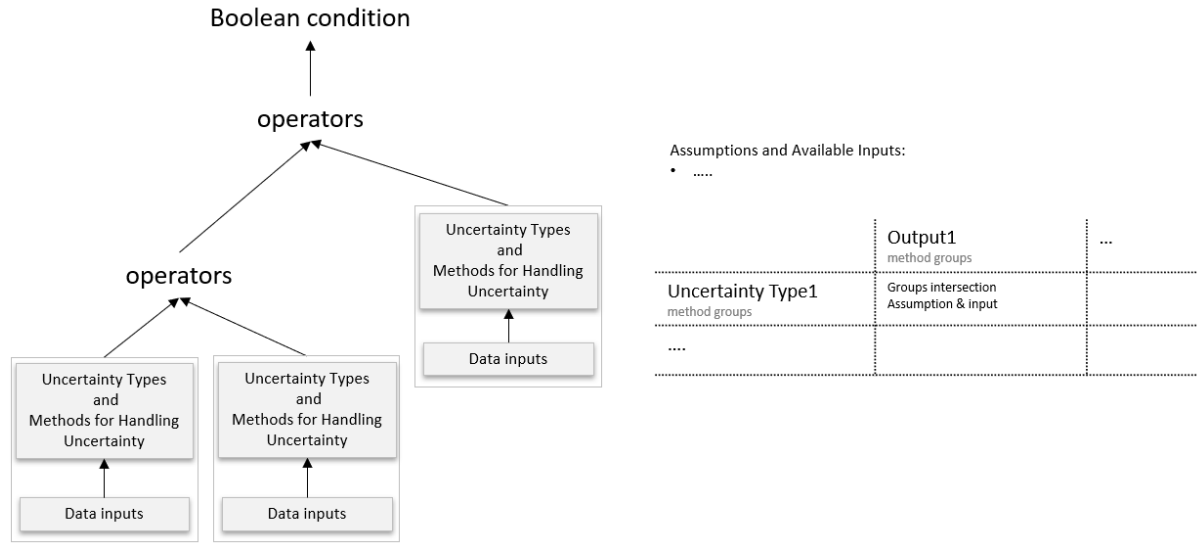 Boolean condition
operators
operators
Uncertainty Types
and
Methods for Handling
Uncertainty
Data inputs
Uncertainty Types
and
Methods for Handling
Uncertainty
Data inputs
Uncertainty Types
and
Methods for Handling
Uncertainty
Data inputs
Assumptions and Available Inputs:
• .....
Output1
method groups
...
Uncertainty Type1
method groups
Groups intersection
Assumption & input
....